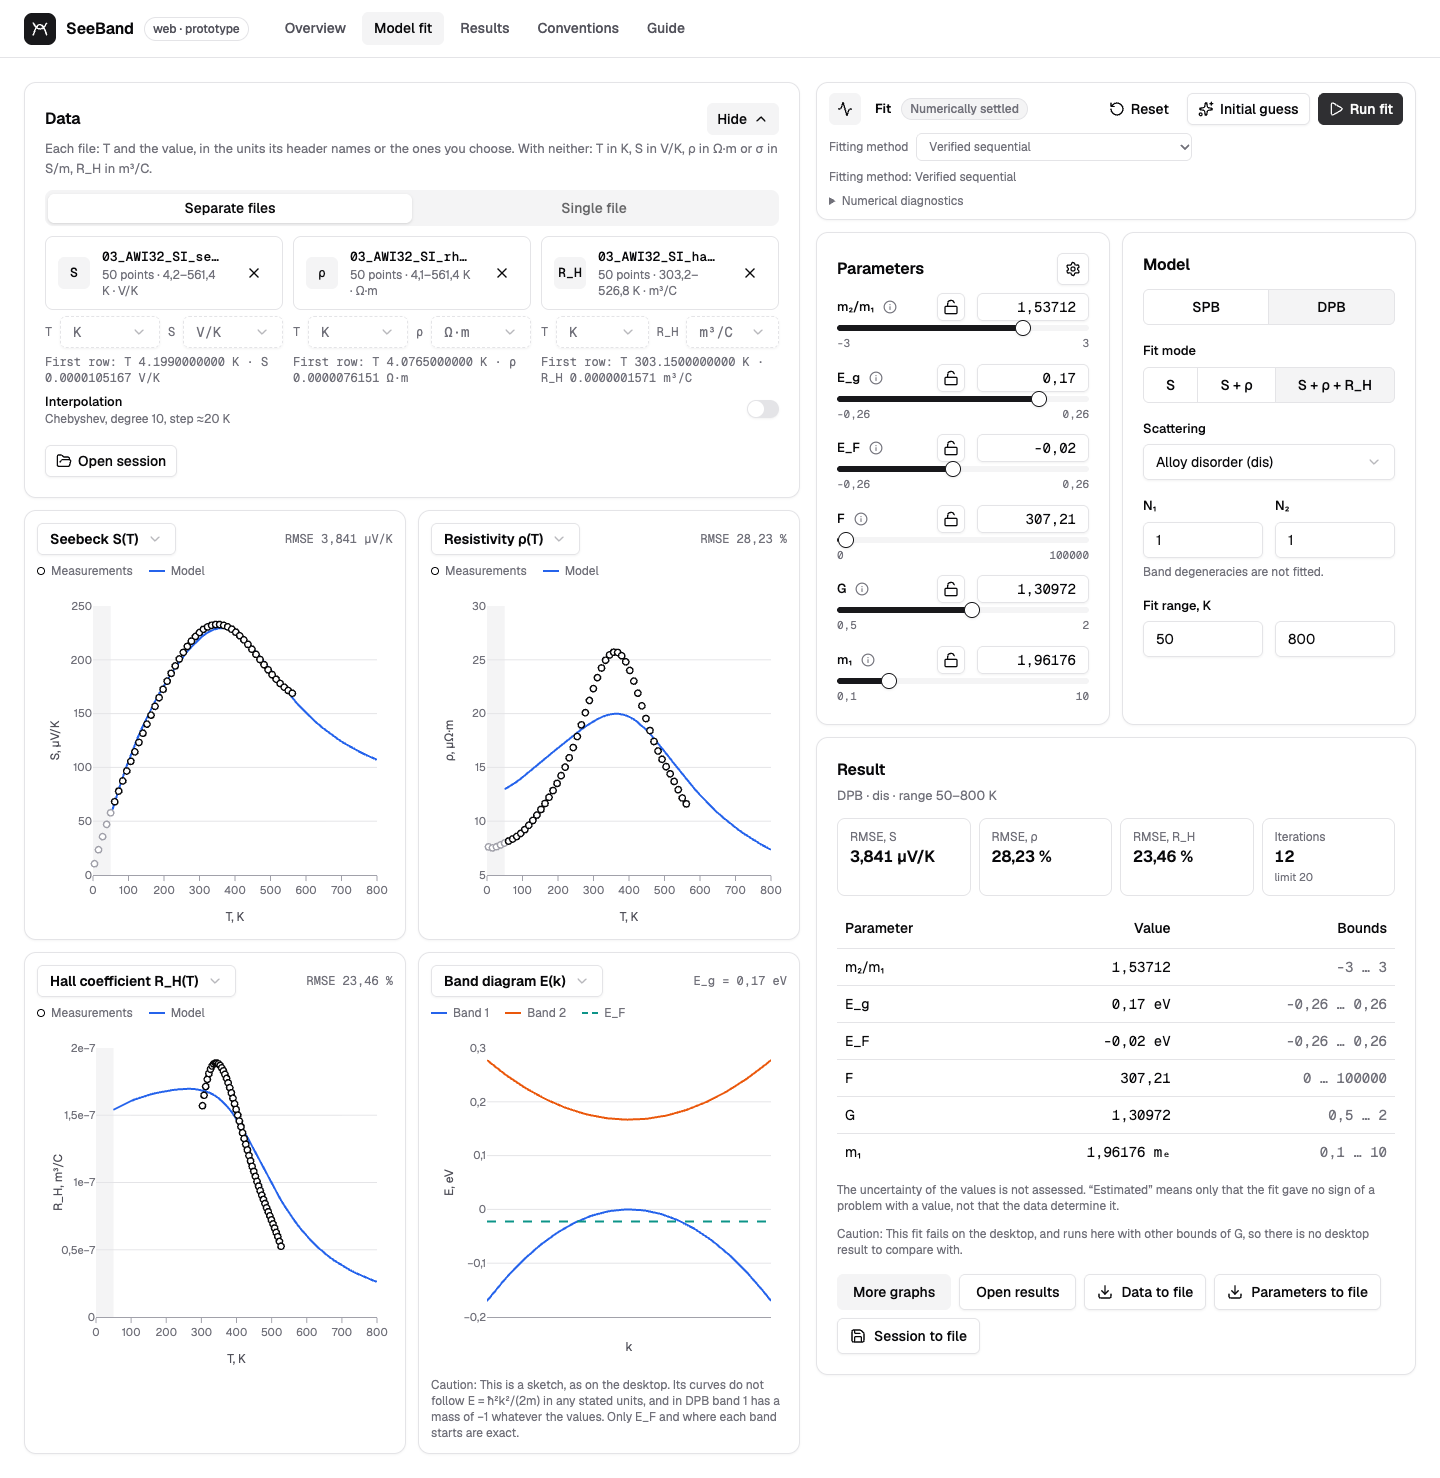 SeeBand
web · prototype
Overview
Model fit
Results
Conventions
Guide
Data
Hide
Each file: T and the value, in the units its header names or the ones you choose. With neither: T in K, S in V/K, ρ in Ω·m or σ in
S/m, R_H in m³/C.
Separate files
Single file
S
03_AWI32_SI_se…
50 points · 4,2–561,4
K · V/K
ρ
03_AWI32_SI_rh…
50 points · 4,1–561,4 K
· Ω·m
R_H
03_AWI32_SI_ha…
50 points · 303,2–
526,8 K · m³/C
T K S V/K
T K ρ Ω·m
T K R_H m³/C
First row: T 4.1990000000 K · S
0.0000105167 V/K
First row: T 4.0765000000 K · ρ
0.0000076151 Ω·m
First row: T 303.1500000000 K ·
R_H 0.0000001571 m³/C
Interpolation
Chebyshev, degree 10, step ≈20 K
Open session
Seebeck S(T)
RMSE 3,841 µV/K
Measurements
Model
S, µV/K
250
200
150
100
50
0
0 100 200 300 400 500 600 700 800
T, K
Resistivity ρ(T)
RMSE 28,23 %
Measurements
Model
ρ, µΩ·m
30
25
20
15
10
5
0 100 200 300 400 500 600 700 800
T, K
Hall coefficient R_H(T)
RMSE 23,46 %
Measurements
Model
R_H, m³/C
2e-7
1,5e-7
1e-7
0,5e-7
0
0 100 200 300 400 500 600 700 800
T, K
Band diagram E(k)
E_g = 0,17 eV
Band 1
Band 2
E_F
E, eV
0,3
0,2
0,1
0
−0,1
−0,2
k
Caution: This is a sketch, as on the desktop. Its curves do not
follow E = ħ²k²/(2m) in any stated units, and in DPB band 1 has a
mass of −1 whatever the values. Only E_F and where each band
starts are exact.
Fit
Numerically settled
Reset
Initial guess
Run fit
Fitting method
Verified sequential
Fitting method: Verified sequential
Numerical diagnostics
Parameters
m₂/m₁
1,53712
-3
3
E_g
0,17
-0,26
0,26
E_F
-0,02
-0,26
0,26
F
307,21
0
100000
G
1,30972
0,5
2
m₁
1,96176
0,1
10
Model
SPB
DPB
Fit mode
S
S + ρ
S + ρ + R_H
Scattering
Alloy disorder (dis)
N₁
N₂
1
1
Band degeneracies are not fitted.
Fit range, K
50
800
Result
DPB · dis · range 50–800 K
RMSE, S
3,841 µV/K
RMSE, ρ
28,23 %
RMSE, R_H
23,46 %
Iterations
12
limit 20
Parameter Value Bounds
m₂/m₁ 1,53712 -3 … 3
E_g 0,17 eV -0,26 … 0,26
E_F -0,02 eV -0,26 … 0,26
F 307,21 0 … 100000
G 1,30972 0,5 … 2
m₁ 1,96176 mₑ 0,1 … 10
The uncertainty of the values is not assessed. “Estimated” means only that the fit gave no sign of a
problem with a value, not that the data determine it.
Caution: This fit fails on the desktop, and runs here with other bounds of G, so there is no desktop
result to compare with.
More graphs
Open results
Data to file
Parameters to file
Session to file